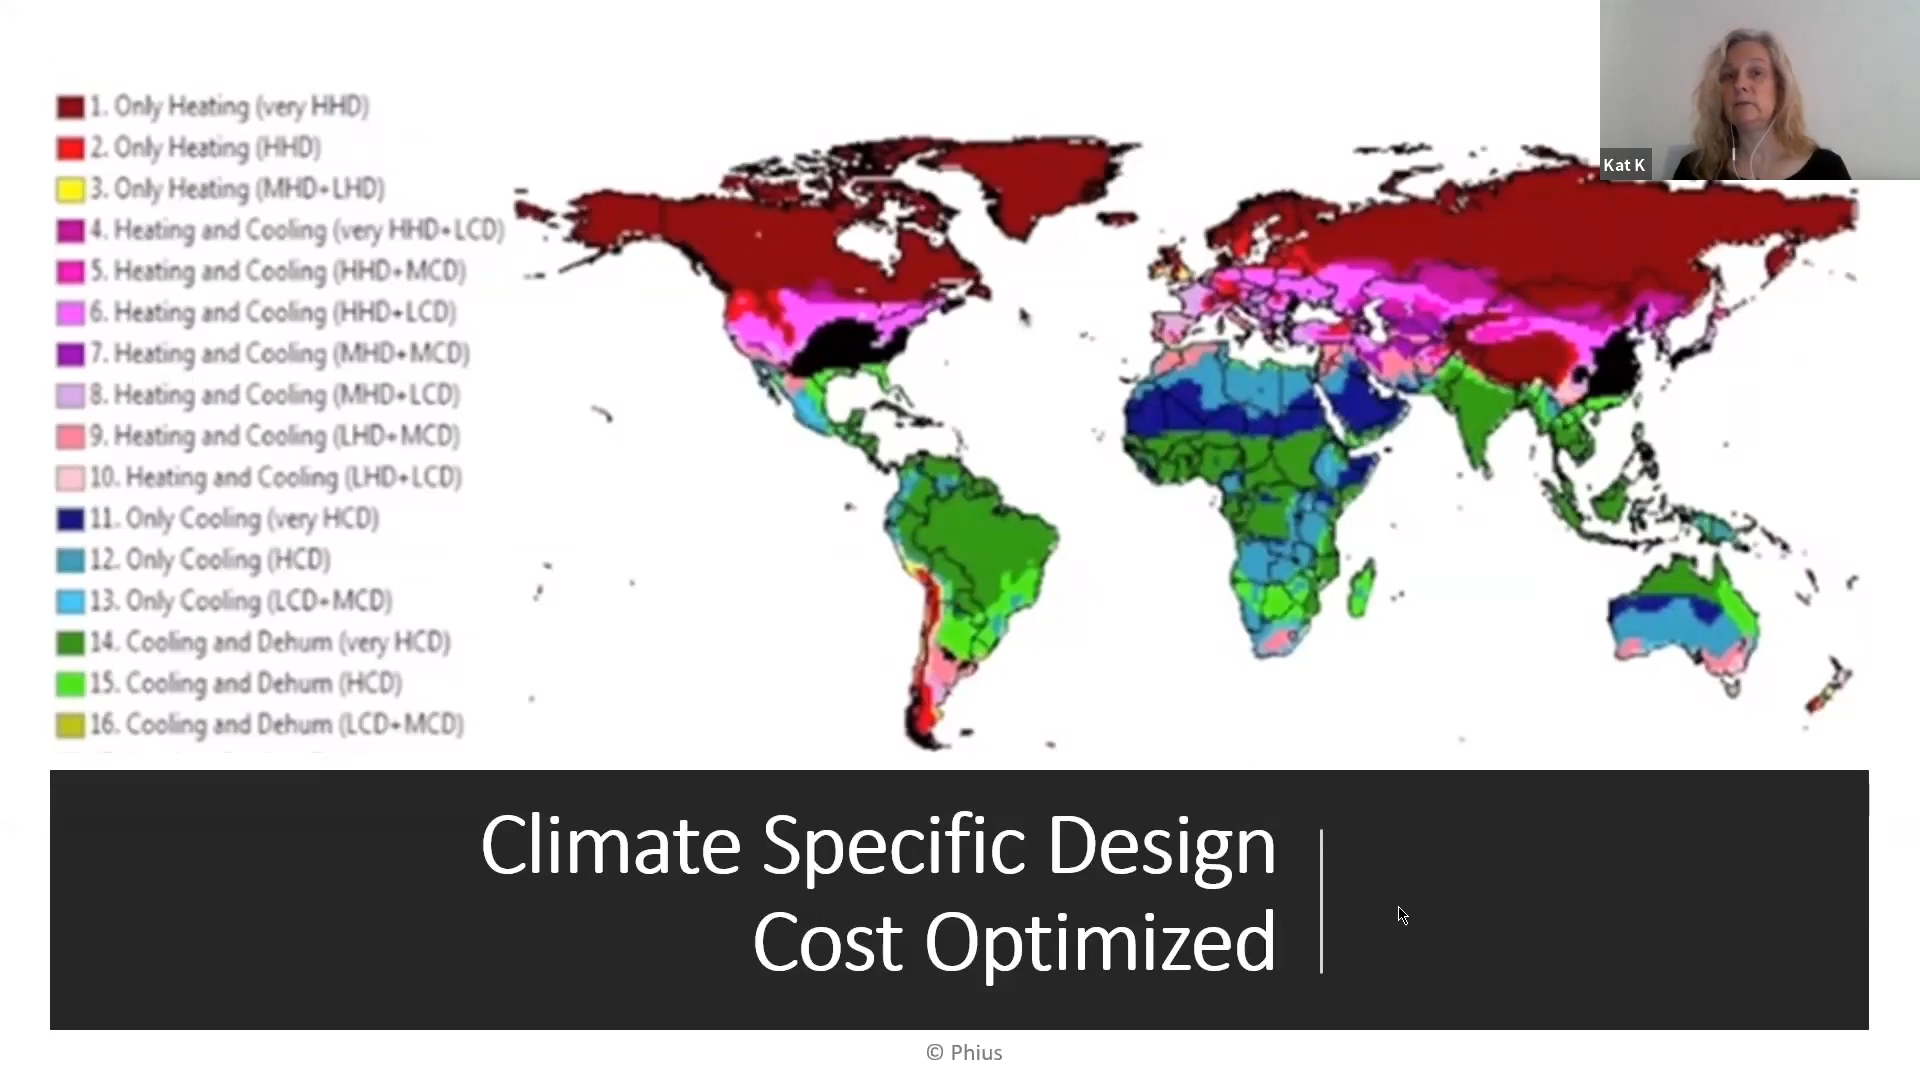 1. Only Heating (very HHD)
2. Only Heating (HHD)
3. Only Heating (MHD+LHD)
4. Heating and Cooling (very HHD+LCD)
5. Heating and Cooling (HHD+MCD)
6. Heating and Cooling (HHD+LCD)
7. Heating and Cooling (MHD+MCD)
8. Heating and Cooling (MHD+LCD)
9. Heating and Cooling (LHD+MCD)
10. Heating and Cooling (LHD+LCD)
11. Only Cooling (very HCD)
12. Only Cooling (HCD)
13. Only Cooling (LCD+MCD)
14. Cooling and Dehum (very HCD)
15. Cooling and Dehum (HCD)
16. Cooling and Dehum (LCD+MCD)
Kat K
Climate Specific Design
Cost Optimized
© Phius